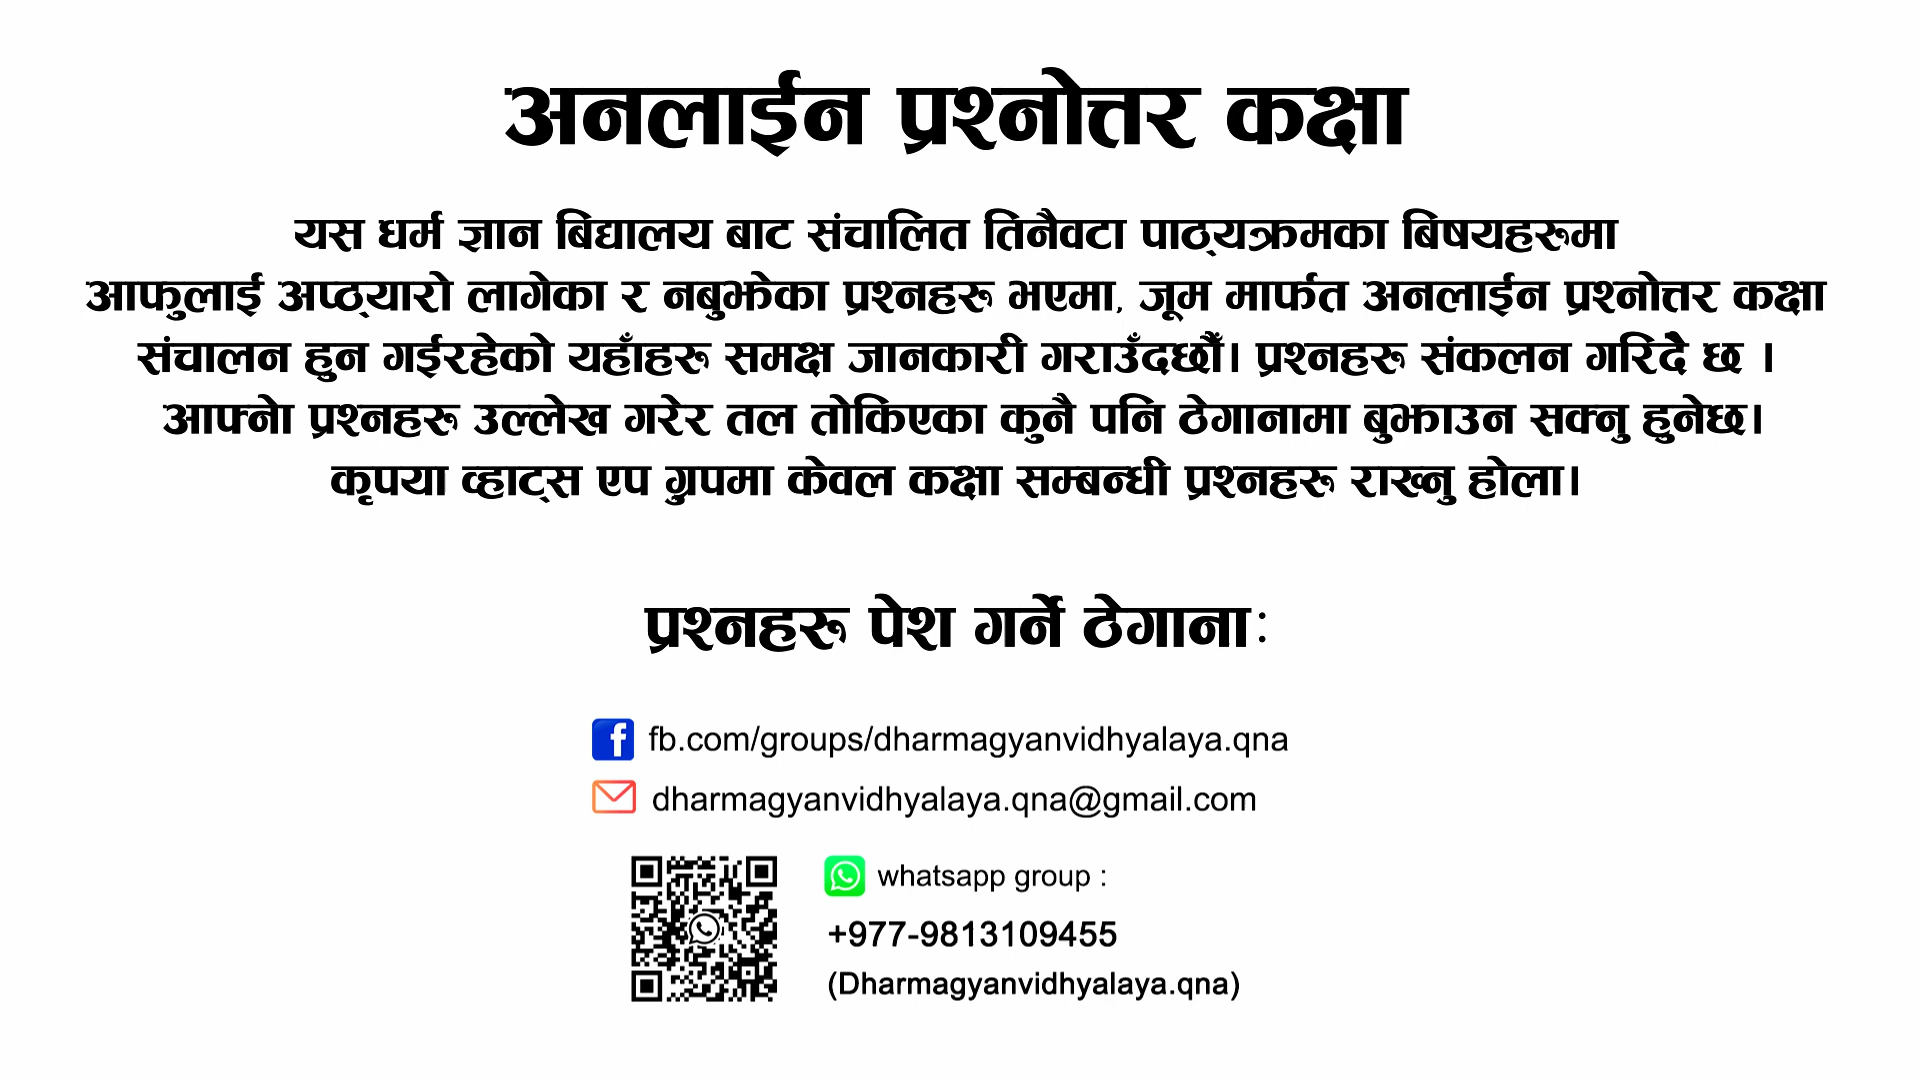 अनलाईन प्रश्नोत्तर कक्षा
यस धर्म ज्ञान बिद्यालय बाट संचालित तिनैवटा पाठ्यक्रमका बिषयहरुमा
आफुलाई अप्ठ्यारो लागेका र नबुझेका प्रश्नहरु भएमा, जूम मार्फत अनलाईन प्रश्नोत्तर कक्षा
संचालन हुन गईरहेको यहाँहरु समक्ष जानकारी गराउँदछौं। प्रश्नहरु संकलन गरिदै छ ।
आफ्नो प्रश्नहरु उल्लेख गरेर तल तोकिएका कुनै पनि ठेगानामा बुझाउन सक्नु हुनेछ।
कृपया व्हाट्स एप ग्रुपमा केवल कक्षा सम्बन्धी प्रश्नहरु राख्नु होला।
प्रश्नहरु पेश गर्ने ठेगानाः
fb.com/groups/dharmagyanvidhyalaya.qna
dharmagyanvidhyalaya.qna@gmail.com
whatsapp group :
+977-9813109455
(Dharmagyanvidhyalaya.qna)